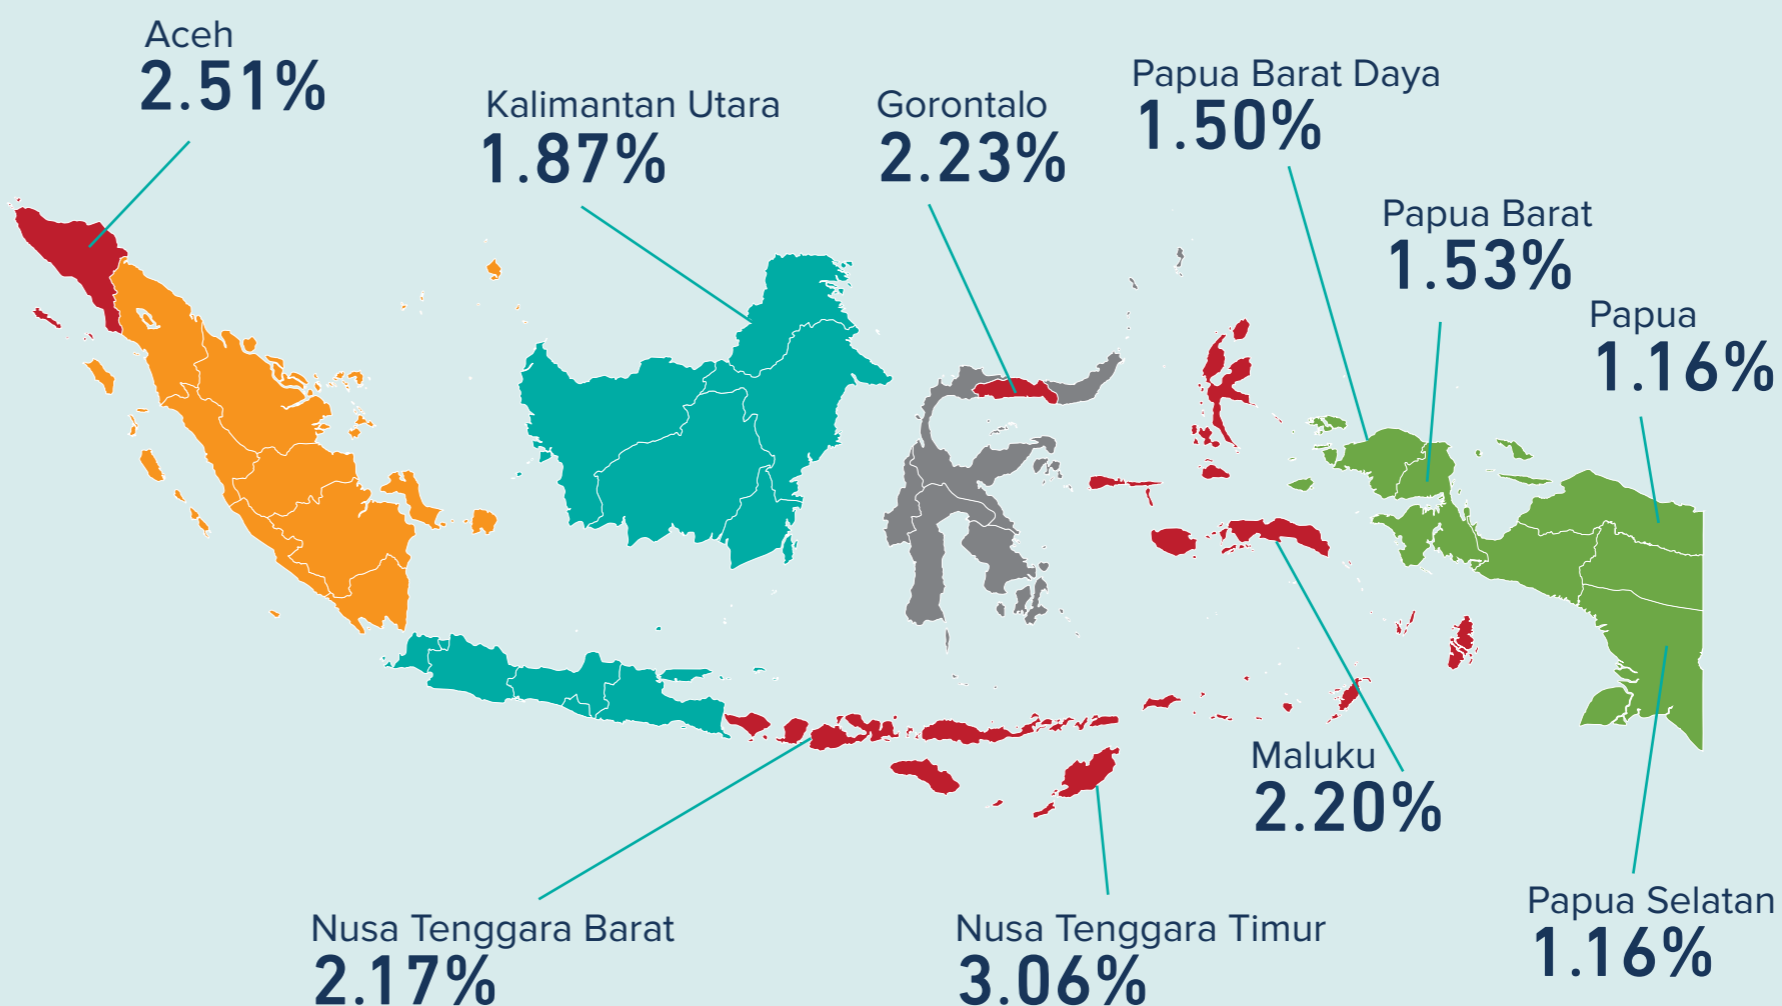 Aceh
2.51%
Kalimantan Utara
1.87%
Gorontalo
2.23%
Papua Barat Daya
1.50%
Papua Barat
1.53%
Papua
1.16%
Maluku
2.20%
Nusa Tenggara Barat
2.17%
Nusa Tenggara Timur
3.06%
Papua Selatan
1.16%